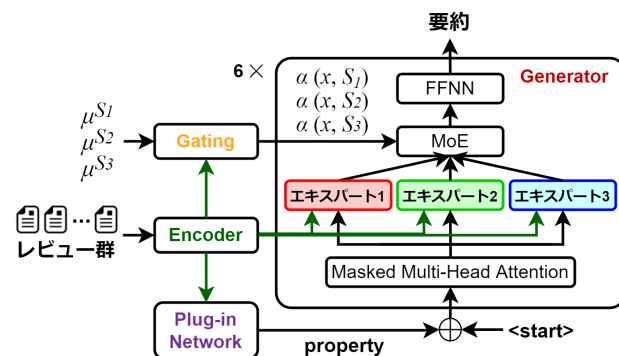 要約
6 ×
Generator
α (x, S1)
α (x, S2)
α (x, S3)
FFNN
μS1
μS2
μS3
Gating
MoE
エキスパート1
エキスパート2
エキスパート3
…
レビュー群
Encoder
Masked Multi-Head Attention
Plug-in
Network
property
<start>